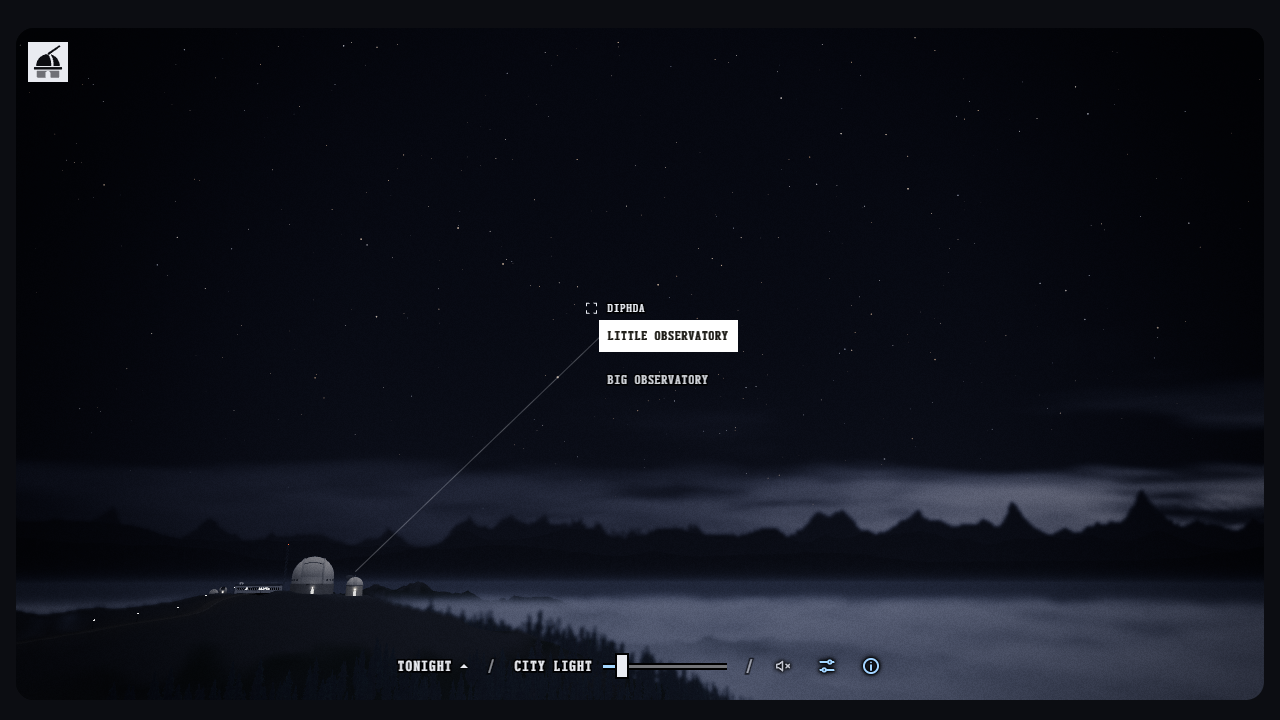 DIPHDA
LITTLE OBSERVATORY
BIG OBSERVATORY
TONIGHT / CITY LIGHT /